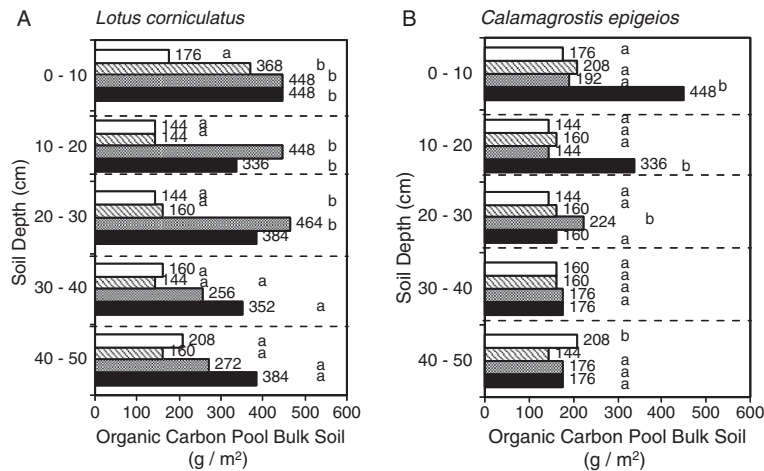 A Lotus corniculatus
Soil Depth (cm)
0 - 10
176 a
368 b
448 b
448 b
10 - 20
144 a
144 a
448 b
336 b
20 - 30
144 a b
160 a
464 b
384
30 - 40
160 a
144 a a
256
352 a
40 - 50
208 a
160 a
272 a
384 a
0 100 200 300 400 500 600
Organic Carbon Pool Bulk Soil
(g / m²)
B Calamagrostis epigeios
Soil Depth (cm)
0 - 10
176 a
208 a
192 a
448 b
10 - 20
144 a
160 a
144 a
336 b
20 - 30
144 a
160 a
224 b
160 a
30 - 40
160 a
160 a
176 a
176 a
40 - 50
208 b
144 a
176 a
176 a
0 100 200 300 400 500 600
Organic Carbon Pool Bulk Soil
(g / m²)